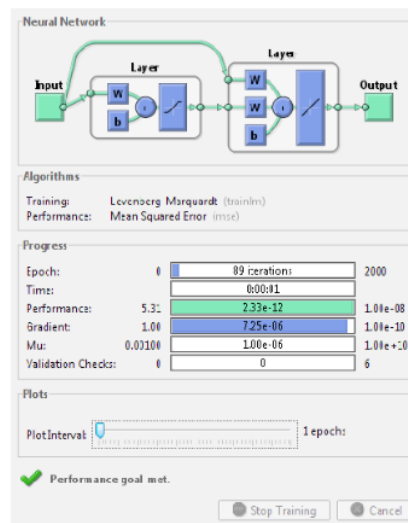 Neural Network
Layer
Layer
Input
Output
W
W
W
b
b
Algorithms
Training: Levenberg Marquardt (trainlm)
Performance: Mean Squared Error (mse)
Progress
Epoch: 0 89 iterations 2000
Time: 0:00:01
Performance: 5.31 2.33e-12 1.00e-08
Gradient: 1.00 7.25e-06 1.00e-10
Mu: 0.00100 1.00e-06 1.00e+10
Validation Checks: 0 0 6
Plots
Plot Interval: 1 epochs
Performance goal met.
Stop Training
Cancel